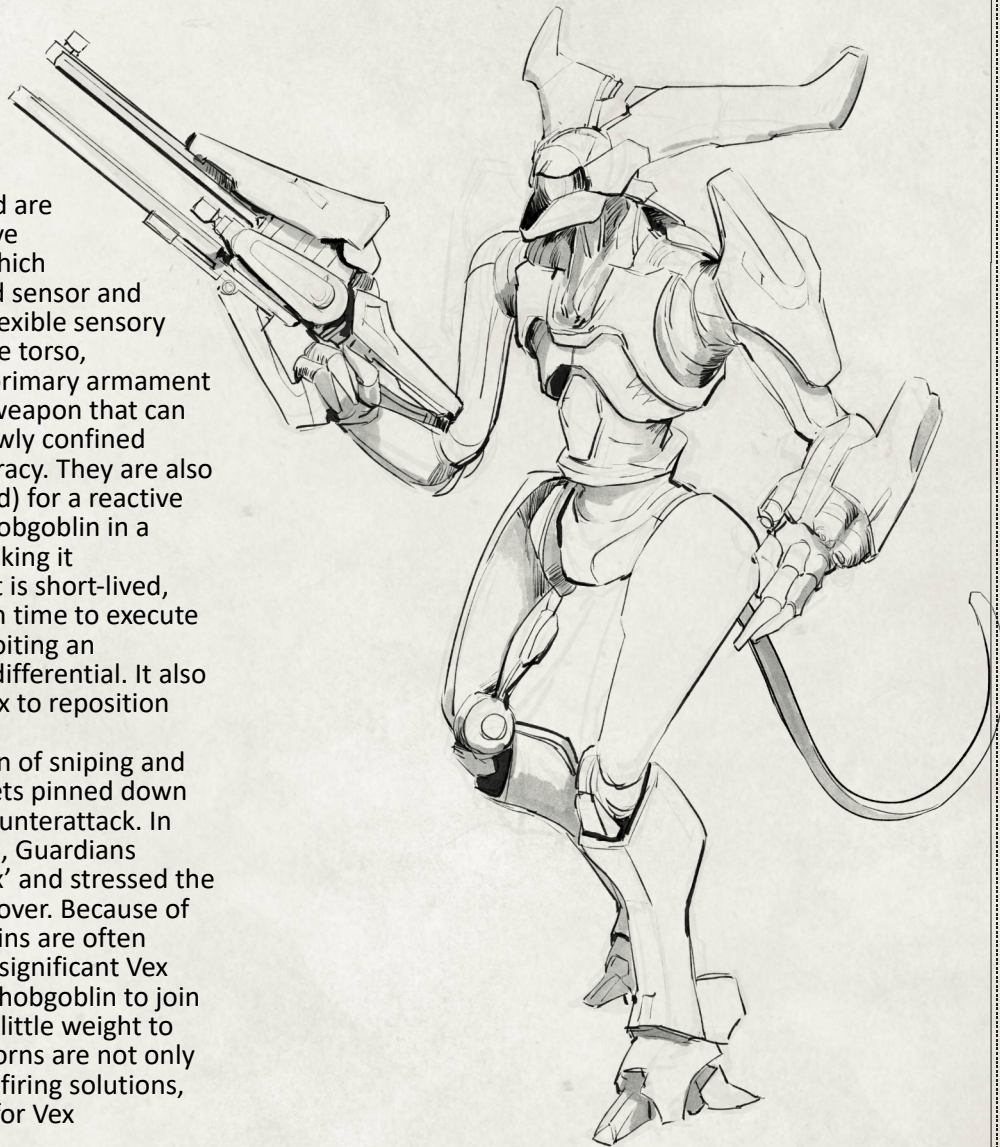 d are
ve
hich
d sensor and
exible sensory
e torso,
primary armament
weapon that can
wly confined
racy. They are also
d) for a reactive
obgoblin in a
king it
t is short-lived,
h time to execute
biting an
differential. It also
x to reposition
n of sniping and
ets pinned down
unterattack. In
, Guardians
x’ and stressed the
over. Because of
ins are often
significant Vex
hobgoblin to join
little weight to
orns are not only
firing solutions,
for Vex